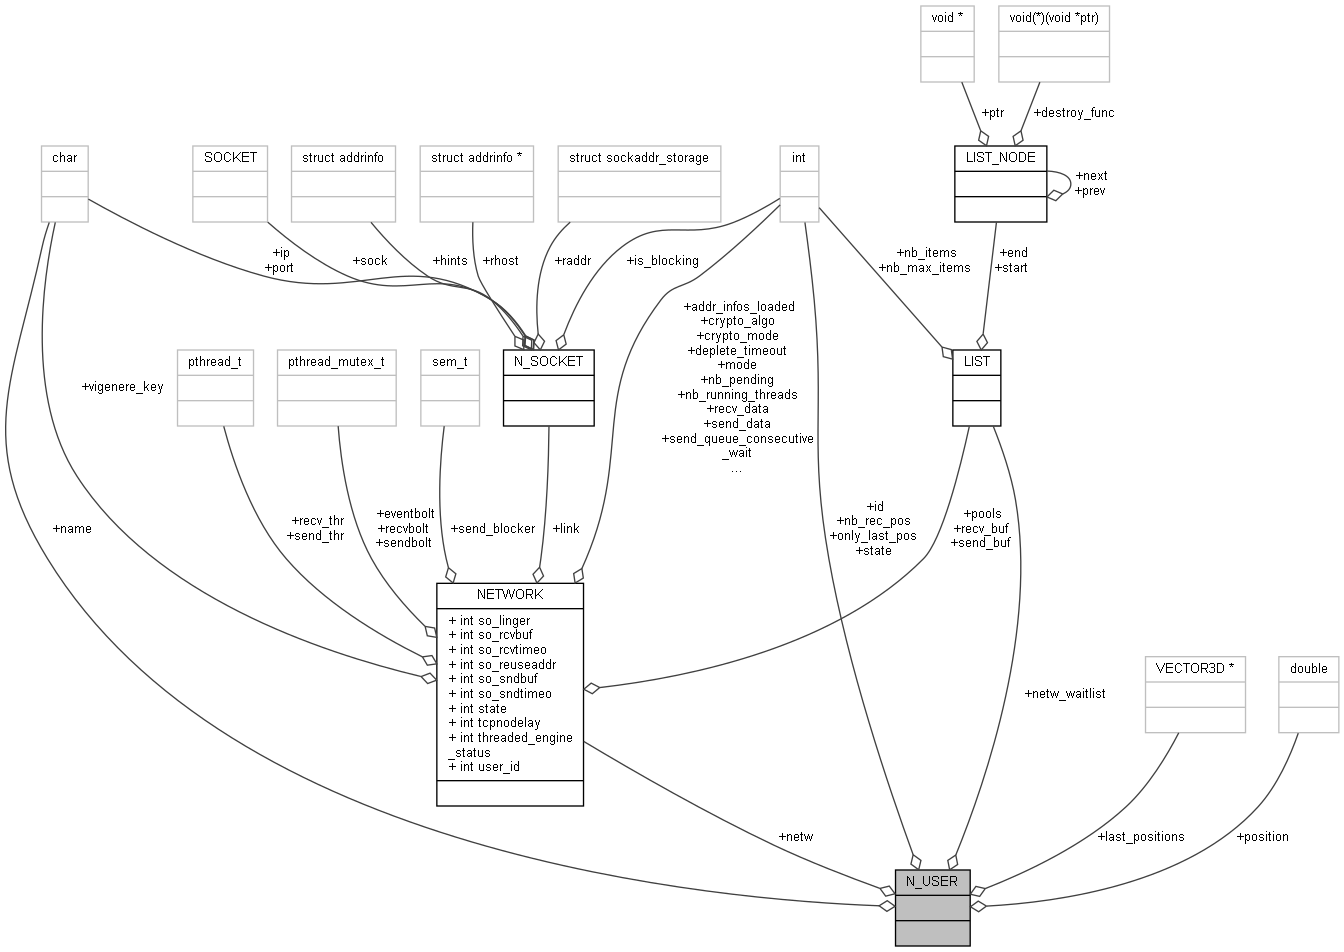 void *
void(*)(void *ptr)
+ptr
+destroy_func
char
SOCKET
struct addrinfo
struct addrinfo *
struct sockaddr_storage
int
LIST_NODE
+next
+prev
+ip
+port
+sock
+hints
+rhost
+raddr
+is_blocking
+nb_items
+nb_max_items
+end
+start
+addr_infos_loaded
+crypto_algo
+crypto_mode
+deplete_timeout
+mode
+nb_pending
+nb_running_threads
+recv_data
+send_data
+send_queue_consecutive
_wait
...
pthread_t
pthread_mutex_t
sem_t
N_SOCKET
LIST
+vigenere_key
+name
+recv_thr
+send_thr
+eventbolt
+recvbolt
+sendbolt
+send_blocker
+link
+id
+nb_rec_pos
+only_last_pos
+state
+pools
+recv_buf
+send_buf
NETWORK
+ int so_linger
+ int so_rcvbuf
+ int so_rcvtimeo
+ int so_reuseaddr
+ int so_sndbuf
+ int so_sndtimeo
+ int state
+ int tcpnodelay
+ int threaded_engine
_status
+ int user_id
+netw_waitlist
VECTOR3D *
double
+netw
+last_positions
+position
N_USER